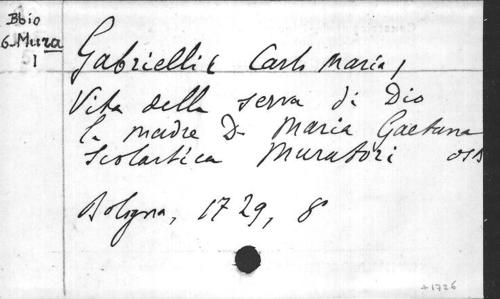 Bbio
6-Mura
1
Gabrielli Carlo Maria,
Vita della serva di Dio
la madre D. Maria Gaetana
Scolastica Muratori OSB
Bologna, 1729, 8°
+1726